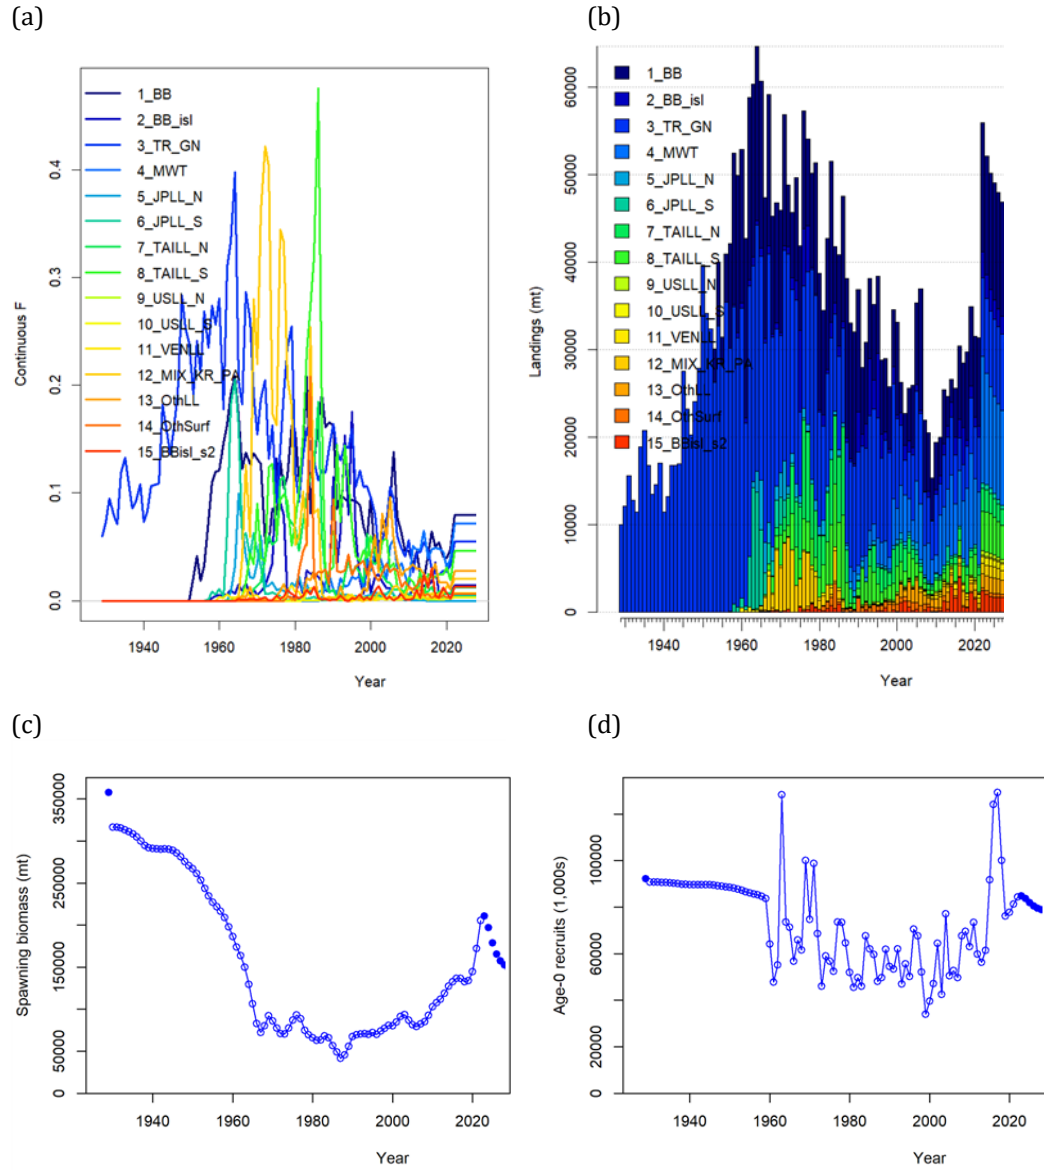 (a)
Continuous F
0.0
0.1
0.2
0.3
0.4
1_BB
2_BB_isl
3_TR_GN
4_MWT
5_JPLL_N
6_JPLL_S
7_TAILL_N
8_TAILL_S
9_USLL_N
10_USLL_S
11_VENLL
12_MIX_KR_PA
13_OthLL
14_OthSurf
15_BBisl_s2
1940 1960 1980 2000 2020
Year
(b)
Landings (mt)
0
10000
20000
30000
40000
50000
60000
1_BB
2_BB_isl
3_TR_GN
4_MWT
5_JPLL_N
6_JPLL_S
7_TAILL_N
8_TAILL_S
9_USLL_N
10_USLL_S
11_VENLL
12_MIX_KR_PA
13_OthLL
14_OthSurf
15_BBisl_s2
1940 1960 1980 2000 2020
Year
(c)
Spawning biomass (mt)
0
50000
150000
250000
350000
1940 1960 1980 2000 2020
Year
(d)
Age-0 recruits (1,000s)
0
20000
40000
60000
100000
1940 1960 1980 2000 2020
Year